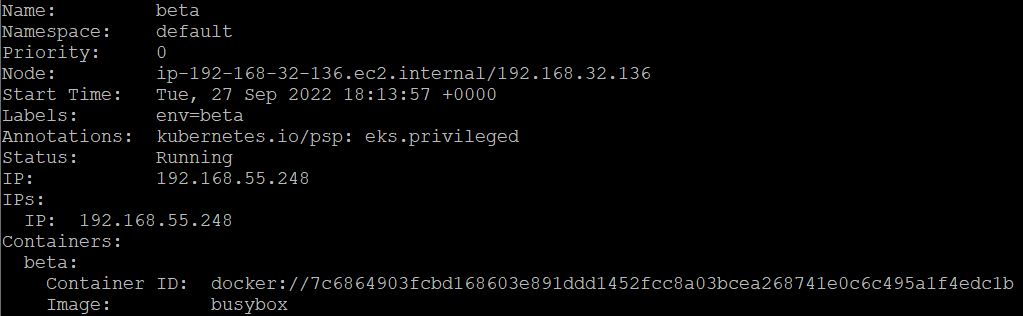 Name:         beta
Namespace:    default
Priority:     0
Node:         ip-192-168-32-136.ec2.internal/192.168.32.136
Start Time:   Tue, 27 Sep 2022 18:13:57 +0000
Labels:       env=beta
Annotations:  kubernetes.io/psp: eks.privileged
Status:       Running
IP:           192.168.55.248
IPs:
  IP:  192.168.55.248
Containers:
  beta:
    Container ID:  docker://7c6864903fcbd168603e891ddd1452fcc8a03bcea268741e0c6c495a1f4edc1b
    Image:         busybox